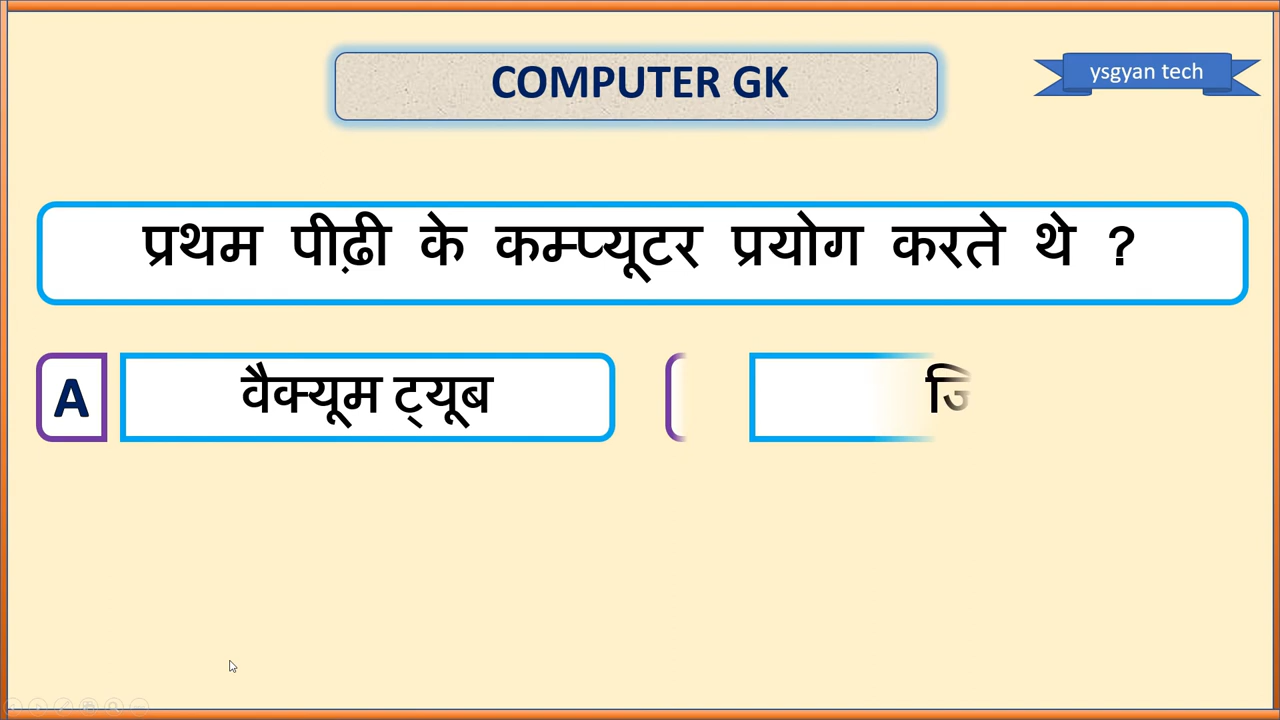 COMPUTER GK
ysgyan tech
प्रथम पीढ़ी के कम्प्यूटर प्रयोग करते थे ?
A
वैक्यूम ट्यूब